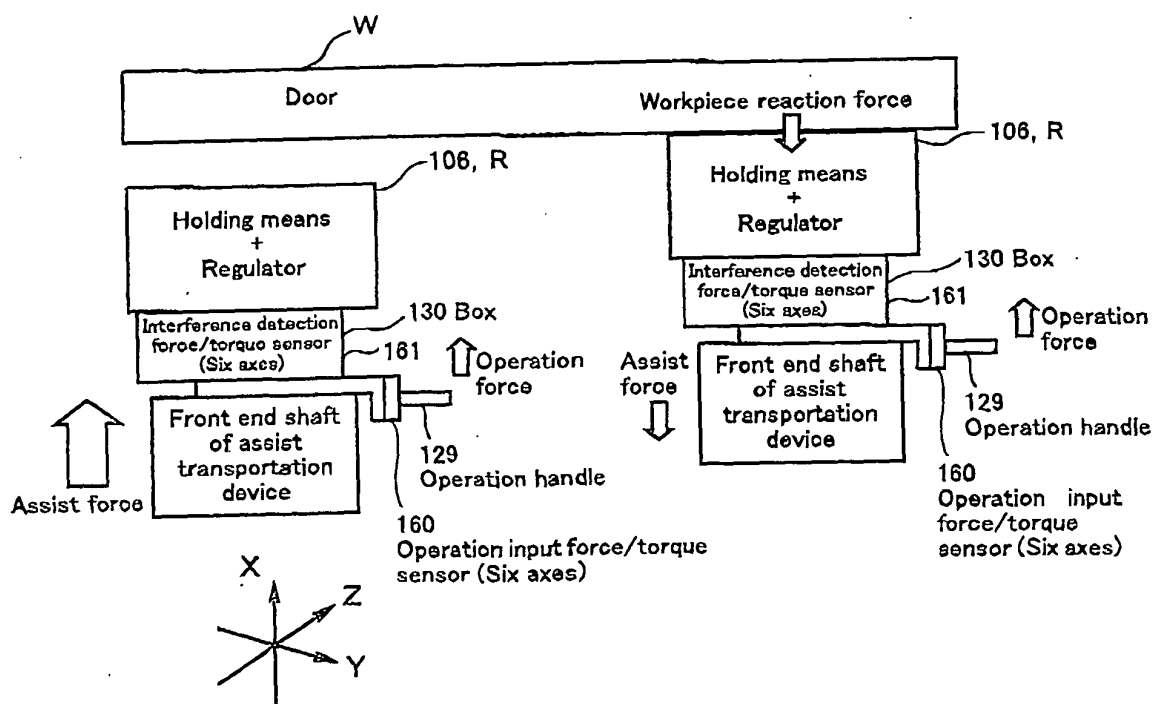 W
Door
Workpiece reaction force
106, R
Holding means
+
Regulator
Interference detection
force/torque sensor
(Six axes)
130 Box
161
Operation
force
Front end shaft
of assist
transportation
device
Assist force
129
Operation handle
160
Operation input force/torque
sensor (Six axes)
106, R
Holding means
+
Regulator
Interference detection
force/torque sensor
(Six axes)
130 Box
161
Operation
force
Assist
force
Front end shaft
of assist
transportation
device
129
Operation handle
160
Operation input
force/torque
sensor (Six axes)
X
Z
Y